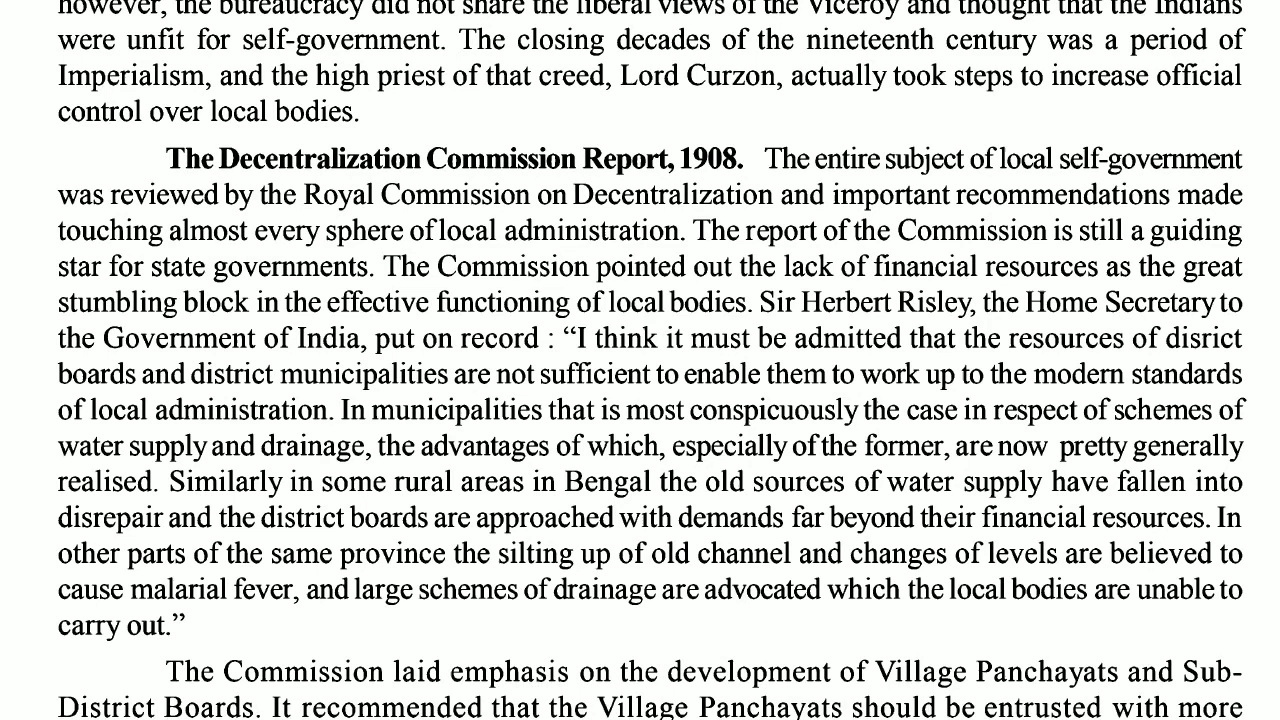 however, the bureaucracy did not share the liberal views of the Viceroy and thought that the Indians
were unfit for self-government. The closing decades of the nineteenth century was a period of
Imperialism, and the high priest of that creed, Lord Curzon, actually took steps to increase official
control over local bodies.
The Decentralization Commission Report, 1908. The entire subject of local self-government
was reviewed by the Royal Commission on Decentralization and important recommendations made
touching almost every sphere of local administration. The report of the Commission is still a guiding
star for state governments. The Commission pointed out the lack of financial resources as the great
stumbling block in the effective functioning of local bodies. Sir Herbert Risley, the Home Secretary to
the Government of India, put on record : “I think it must be admitted that the resources of disrict
boards and district municipalities are not sufficient to enable them to work up to the modern standards
of local administration. In municipalities that is most conspicuously the case in respect of schemes of
water supply and drainage, the advantages of which, especially of the former, are now pretty generally
realised. Similarly in some rural areas in Bengal the old sources of water supply have fallen into
disrepair and the district boards are approached with demands far beyond their financial resources. In
other parts of the same province the silting up of old channel and changes of levels are believed to
cause malarial fever, and large schemes of drainage are advocated which the local bodies are unable to
carry out.”
The Commission laid emphasis on the development of Village Panchayats and Sub-
District Boards. It recommended that the Village Panchayats should be entrusted with more